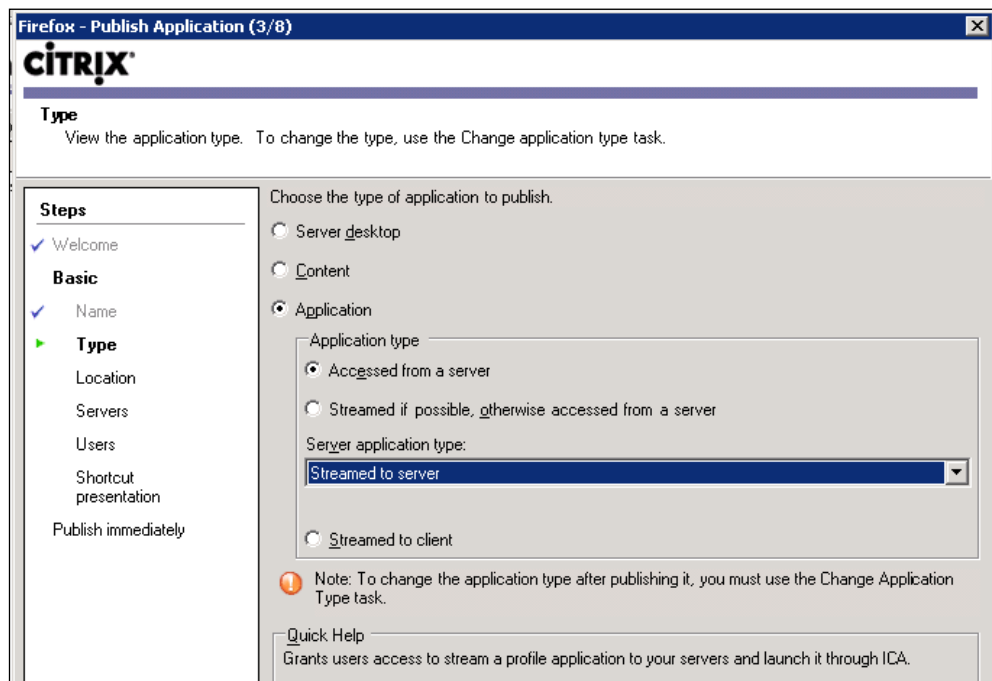 Firefox - Publish Application (3/8)
CITRIX
Type
View the application type. To change the type, use the Change application type task.
Steps
Welcome
Basic
Name
Type
Location
Servers
Users
Shortcut
presentation
Publish immediately
Choose the type of application to publish.
Server desktop
Content
Application
Application type
Accessed from a server
Streamed if possible, otherwise accessed from a server
Server application type:
Streamed to server
Streamed to client
Note: To change the application type after publishing it, you must use the Change Application
Type task.
Quick Help
Grants users access to stream a profile application to your servers and launch it through ICA.